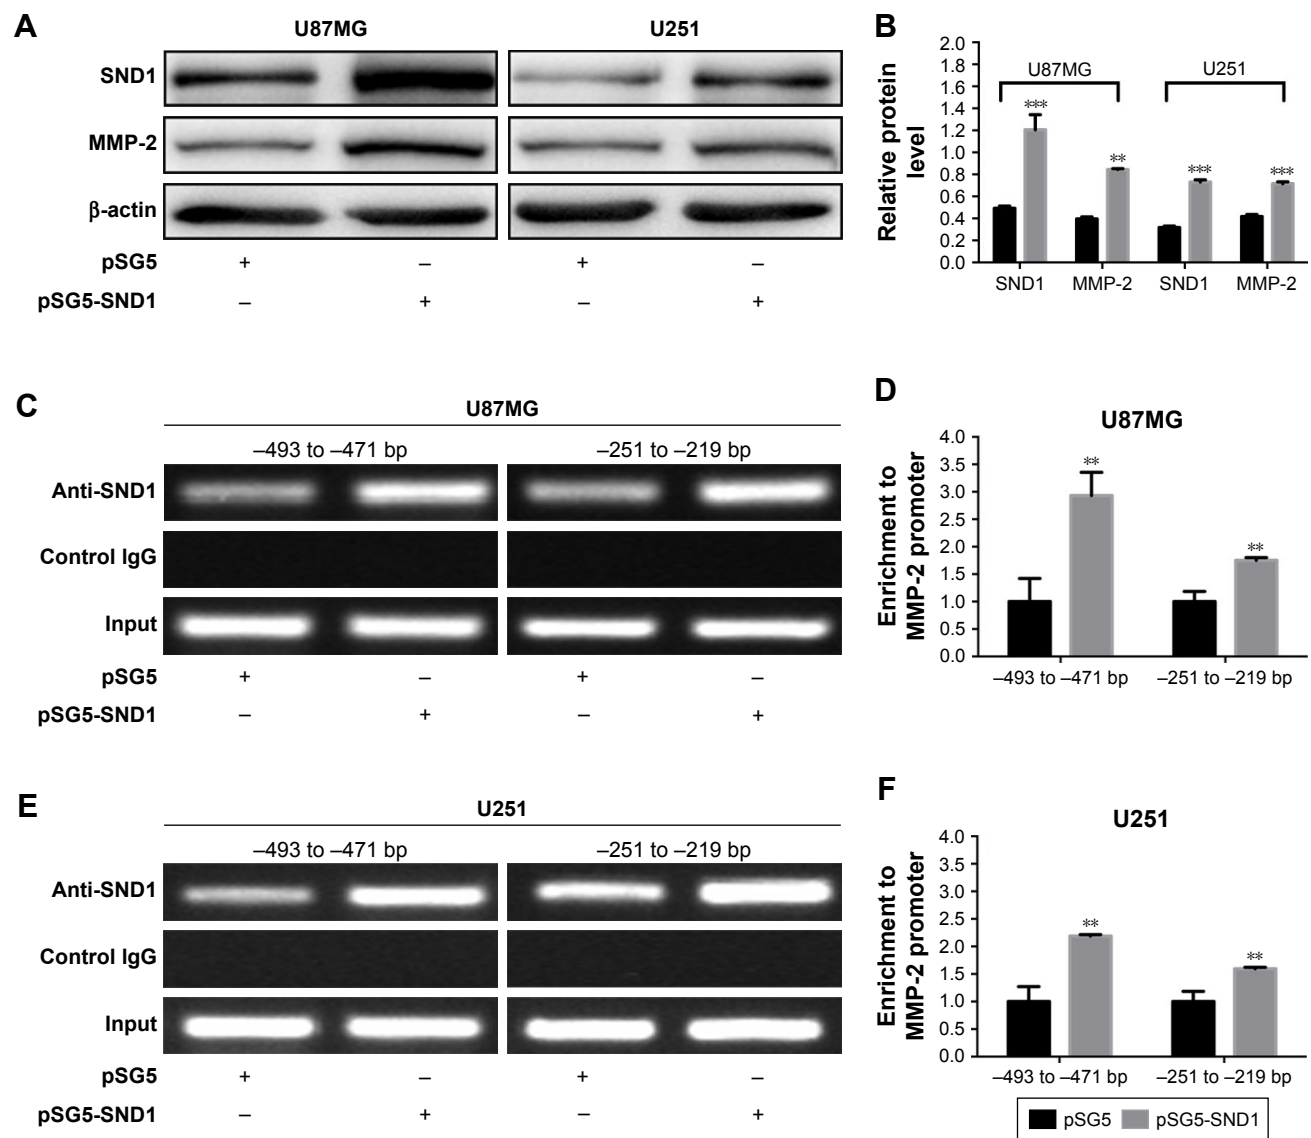 A
U87MG
U251
SND1
MMP-2
β-actin
pSG5
+
–
+
–
pSG5-SND1
–
+
–
+
B
Relative protein
level
2.0
1.8
1.6
1.4
1.2
1.0
0.8
0.6
0.4
0.2
0.0
U87MG
U251
***
**
***
***
SND1
MMP-2
SND1
MMP-2
C
U87MG
–493 to –471 bp
–251 to –219 bp
Anti-SND1
Control IgG
Input
pSG5
+
–
+
–
pSG5-SND1
–
+
–
+
D
U87MG
Enrichment to
MMP-2 promoter
4.0
3.5
3.0
2.5
2.0
1.5
1.0
0.5
0.0
**
**
–493 to –471 bp
–251 to –219 bp
E
U251
–493 to –471 bp
–251 to –219 bp
Anti-SND1
Control IgG
Input
pSG5
+
–
+
–
pSG5-SND1
–
+
–
+
F
U251
Enrichment to
MMP-2 promoter
4.0
3.5
3.0
2.5
2.0
1.5
1.0
0.5
0.0
**
**
–493 to –471 bp
–251 to –219 bp
pSG5
pSG5-SND1